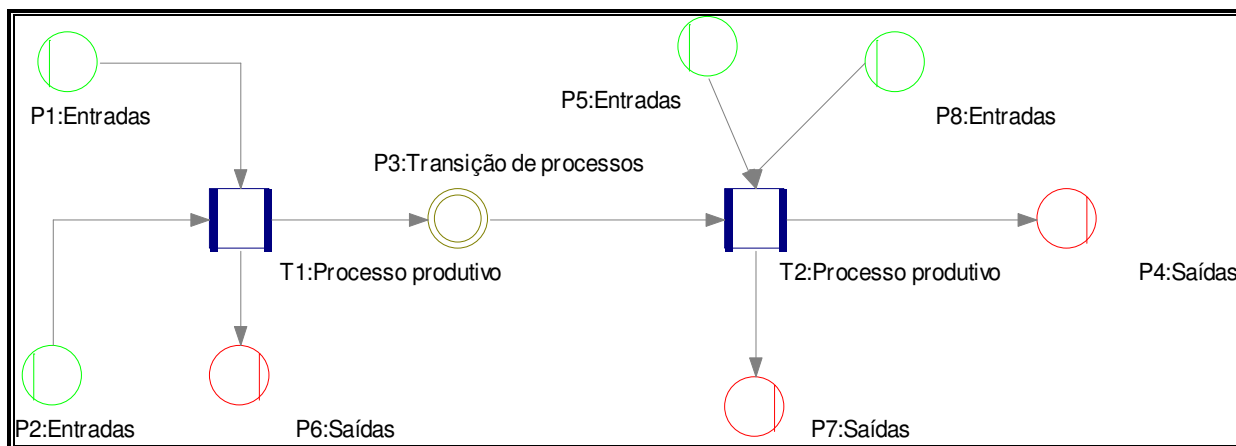 P5:Entradas
P1:Entradas
P8:Entradas
P3:Transição de processos
T1:Processo produtivo
T2:Processo produtivo
P4:Saídas
P2:Entradas
P6:Saídas
P7:Saídas